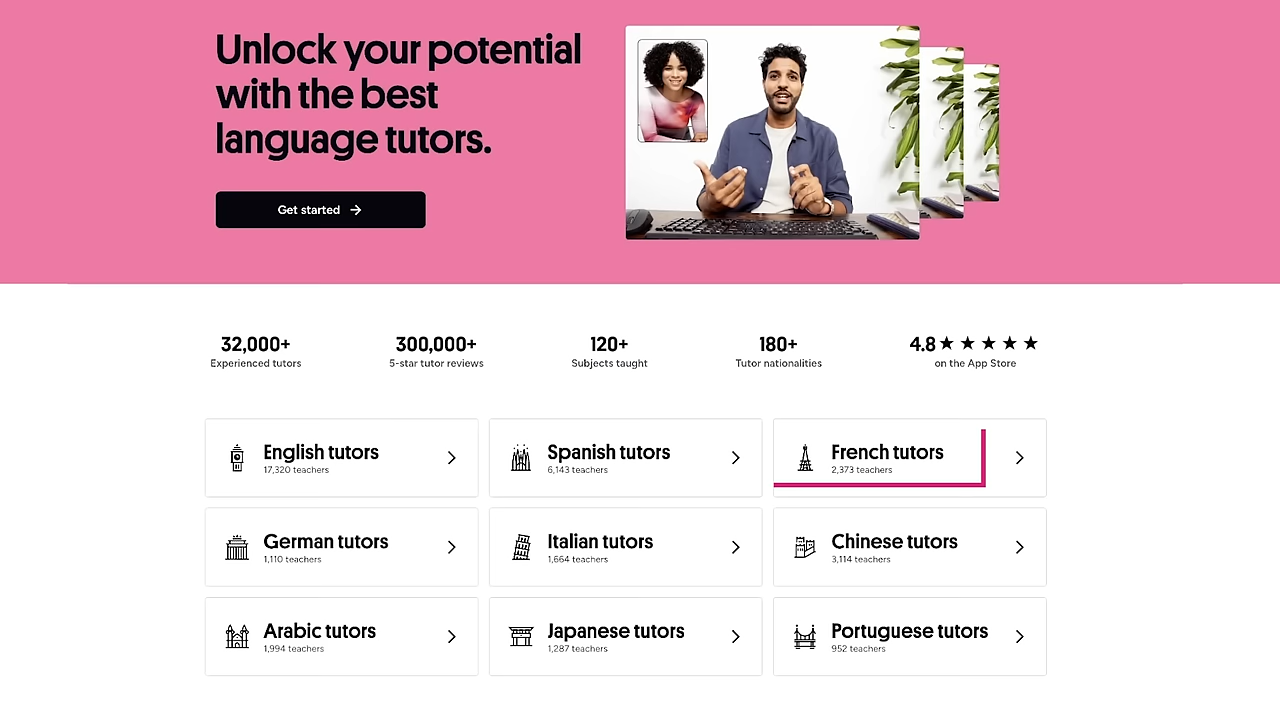 Unlock your potential
with the best
language tutors.
Get started
32,000+
Experienced tutors
300,000+
5-star tutor reviews
120+
Subjects taught
180+
Tutor nationalities
4.8 ★ ★ ★ ★ ★
on the App Store
English tutors
17,320 teachers
Spanish tutors
6,143 teachers
French tutors
2,373 teachers
German tutors
1,110 teachers
Italian tutors
1,664 teachers
Chinese tutors
3,114 teachers
Arabic tutors
1,994 teachers
Japanese tutors
1,287 teachers
Portuguese tutors
952 teachers